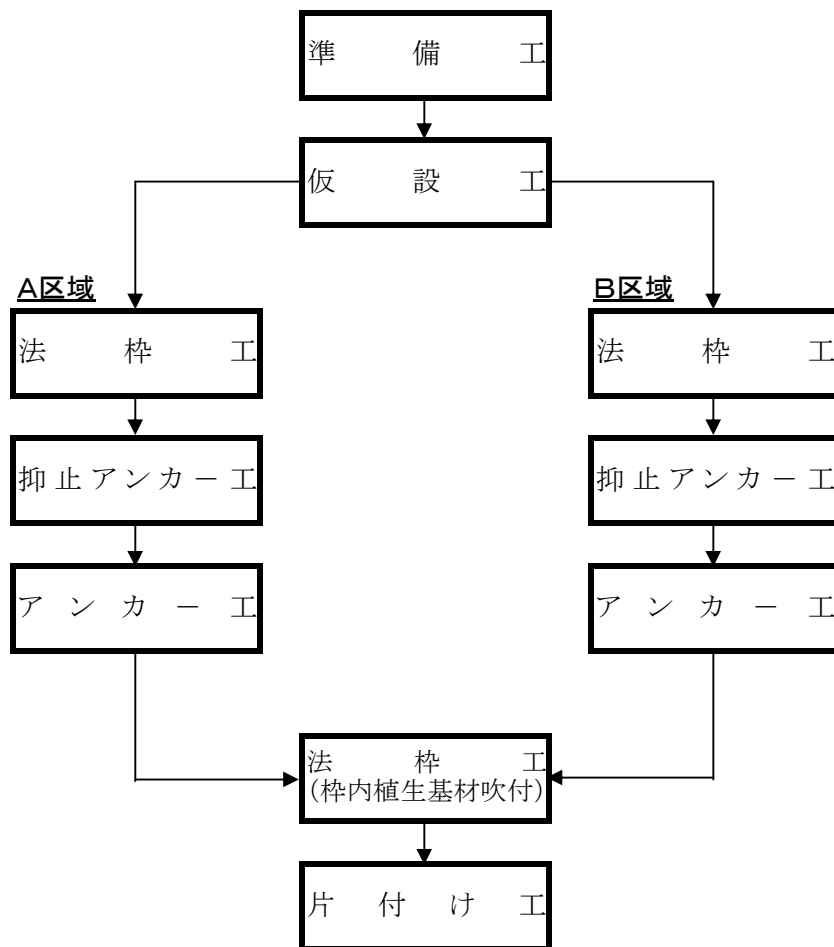 準備工
仮設工
A区域
B区域
法枠工
法枠工
抑止アンカー工
抑止アンカー工
アンカー工
アンカー工
法枠工
(枠内植生基材吹付)
片付け工